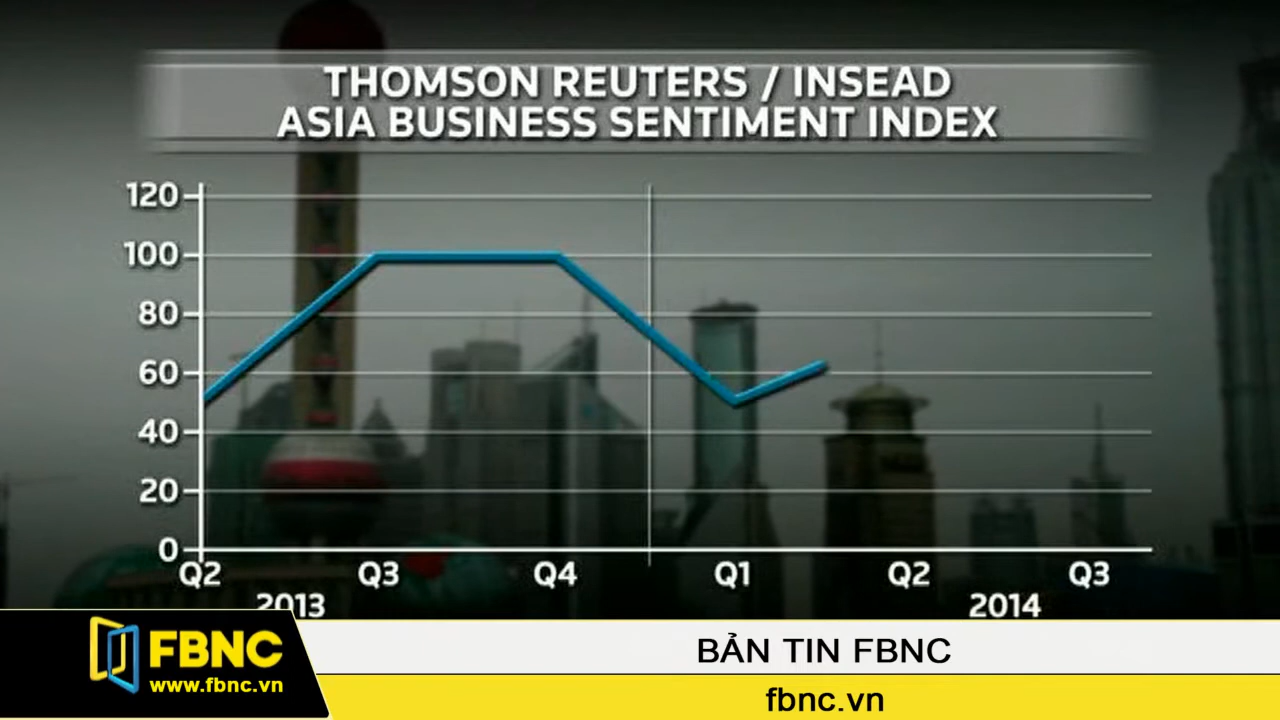 THOMSON REUTERS / INSEAD
ASIA BUSINESS SENTIMENT INDEX
120
100
80
60
40
20
0
Q2 Q3 Q4 Q1 Q2 Q3
2013 2014
FBNC
www.fbnc.vn
BẢN TIN FBNC
fbnc.vn